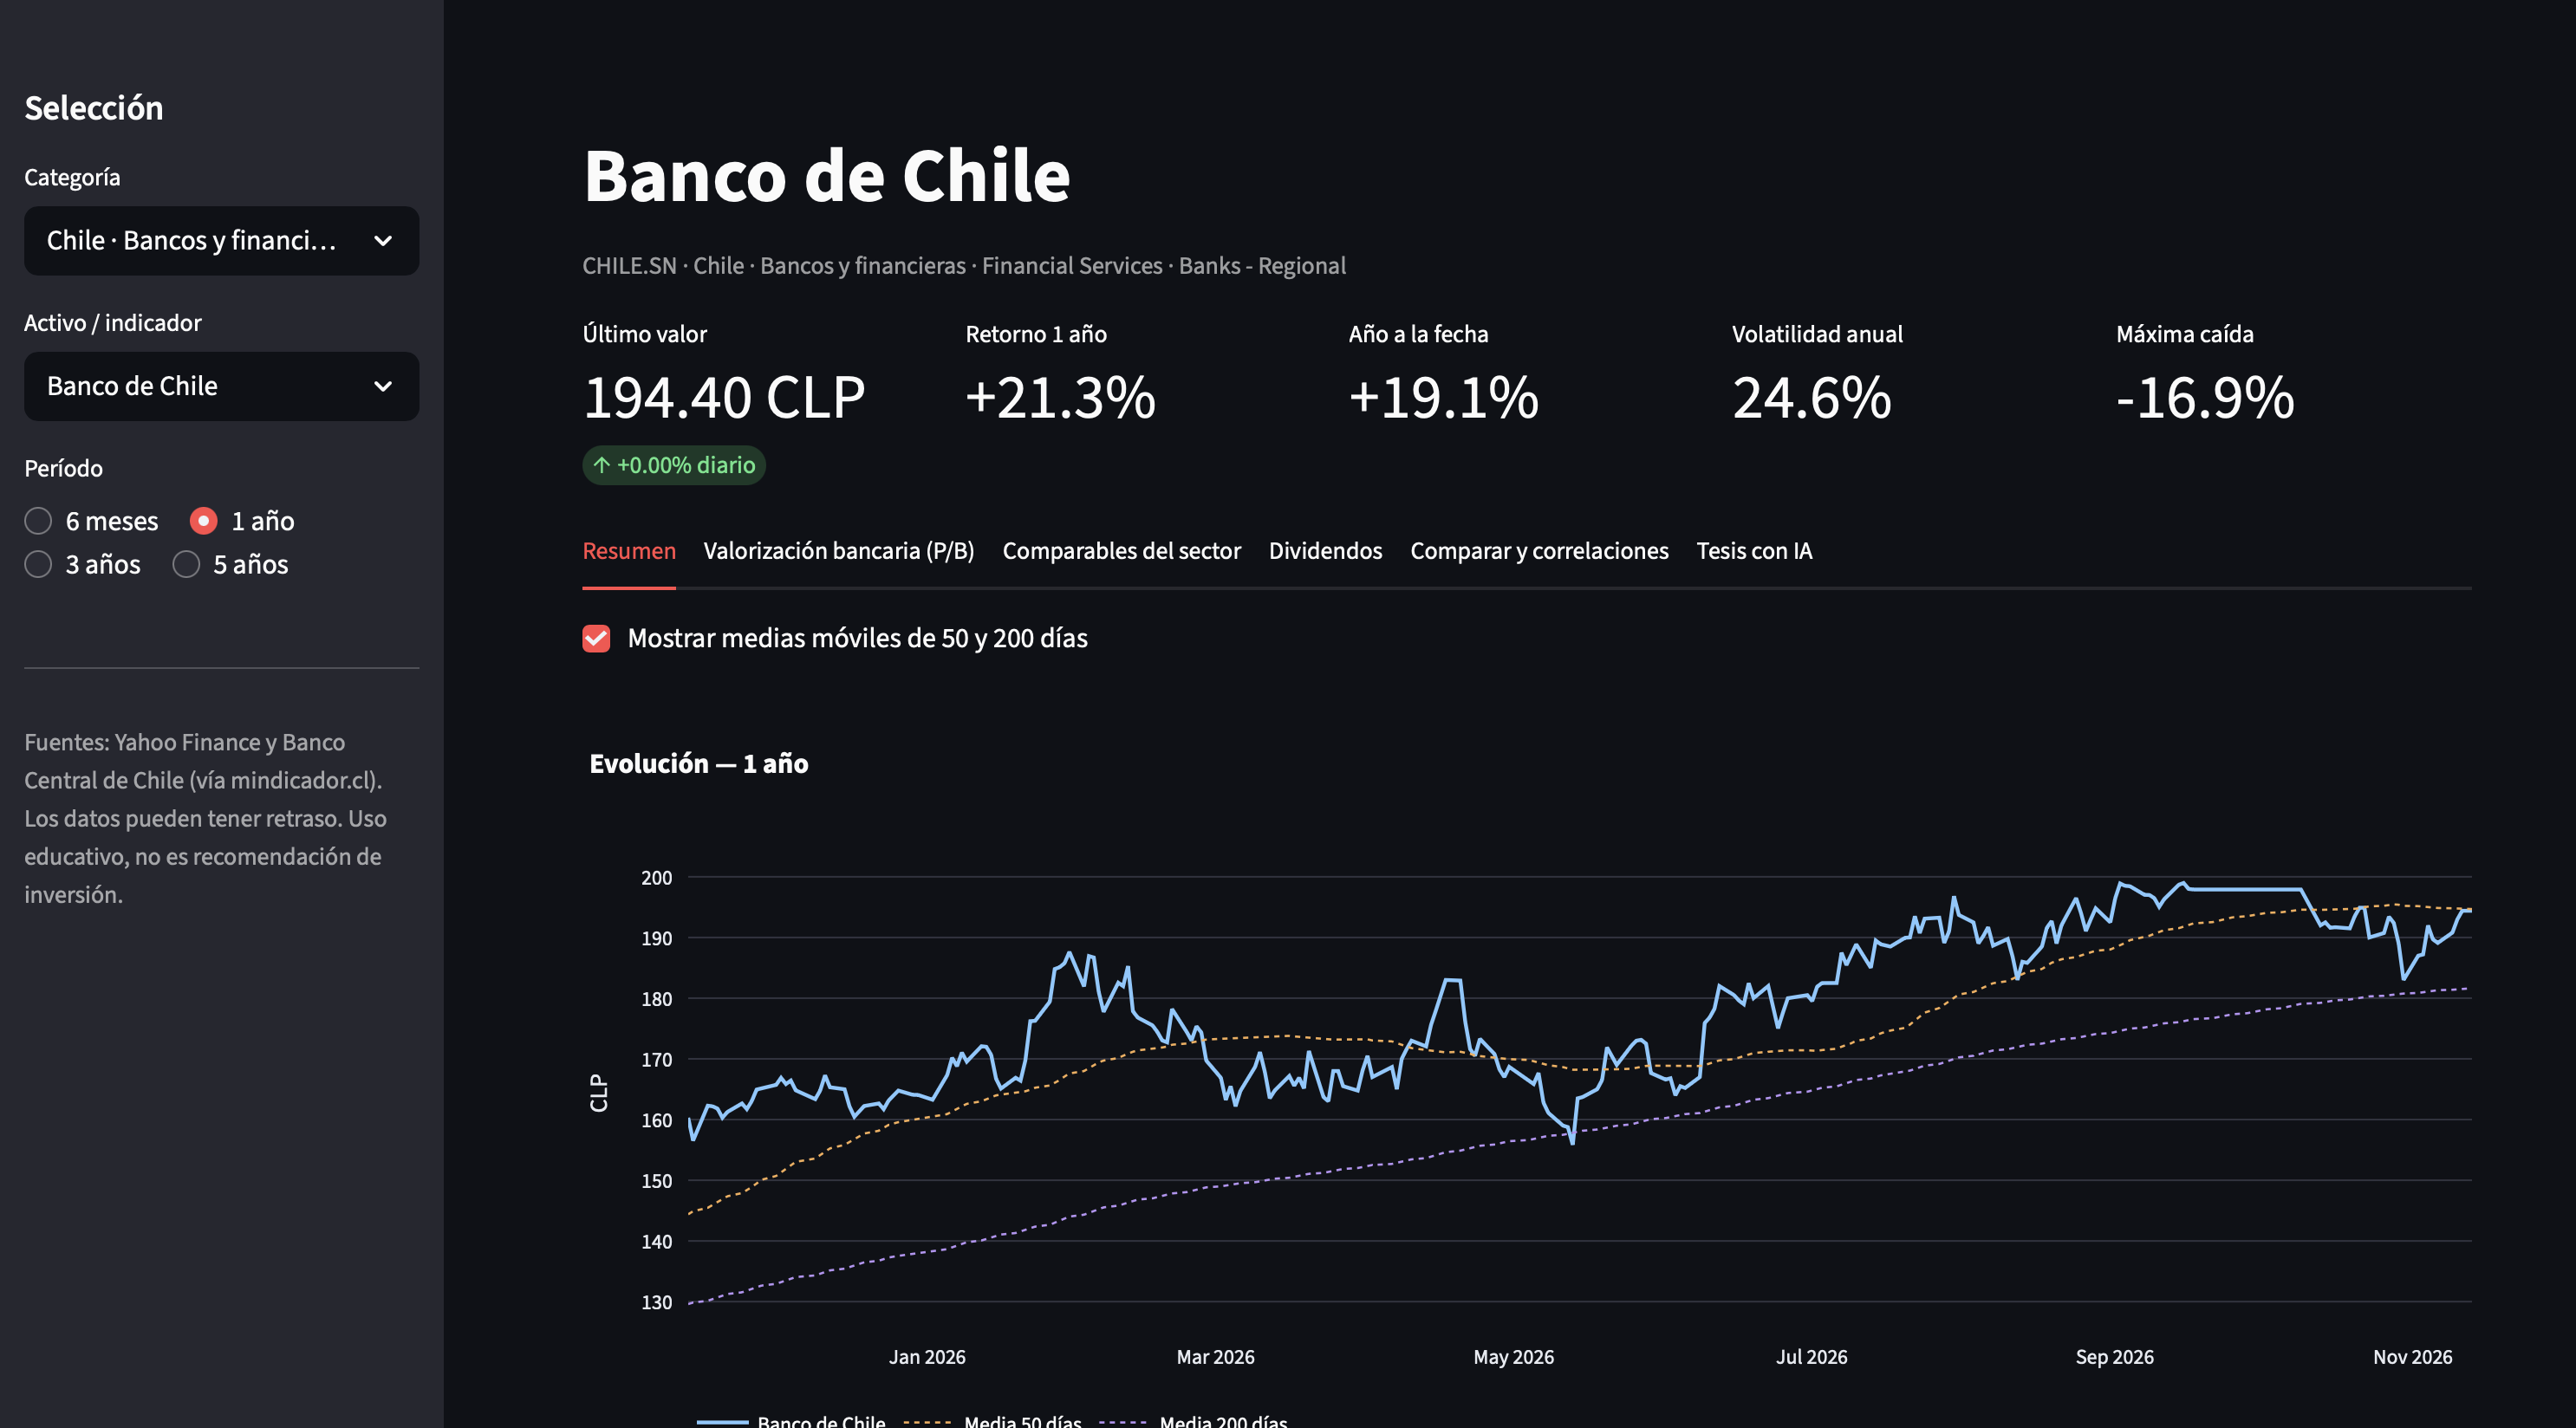 Selección
Categoría
Chile · Bancos y financi...
Activo / indicador
Banco de Chile
Período
6 meses
1 año
3 años
5 años
Fuentes: Yahoo Finance y Banco
Central de Chile (vía mindicador.cl).
Los datos pueden tener retraso. Uso
educativo, no es recomendación de
inversión.
Banco de Chile
CHILE.SN · Chile · Bancos y financieras · Financial Services · Banks - Regional
Último valor
194.40 CLP
↑ +0.00% diario
Retorno 1 año
+21.3%
Año a la fecha
+19.1%
Volatilidad anual
24.6%
Máxima caída
-16.9%
Resumen
Valorización bancaria (P/B)
Comparables del sector
Dividendos
Comparar y correlaciones
Tesis con IA
Mostrar medias móviles de 50 y 200 días
Evolución — 1 año
CLP
200
190
180
170
160
150
140
130
Jan 2026
Mar 2026
May 2026
Jul 2026
Sep 2026
Nov 2026
Banco de Chile
Media 50 días
Media 200 días